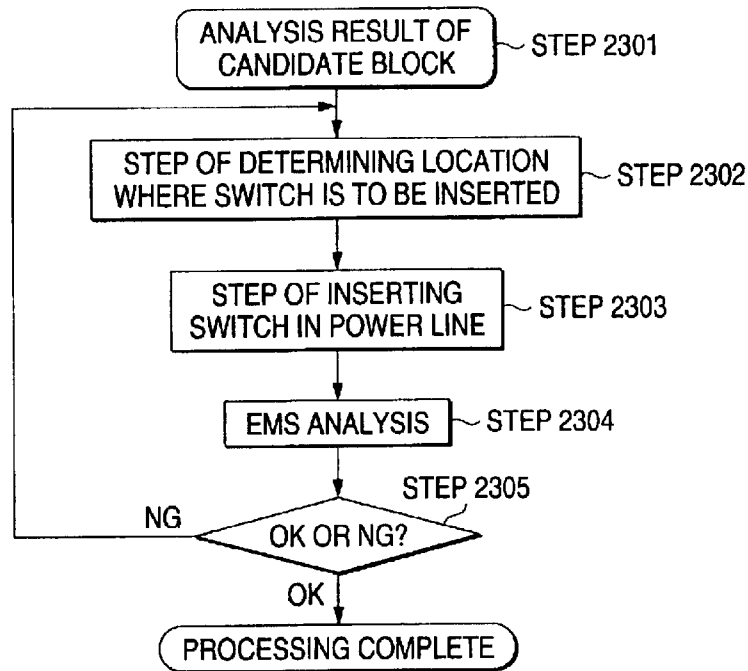 ANALYSIS RESULT OF
CANDIDATE BLOCK
STEP 2301
STEP OF DETERMINING LOCATION
WHERE SWITCH IS TO BE INSERTED
STEP 2302
STEP OF INSERTING
SWITCH IN POWER LINE
STEP 2303
EMS ANALYSIS
STEP 2304
STEP 2305
NG
OK OR NG?
OK
PROCESSING COMPLETE